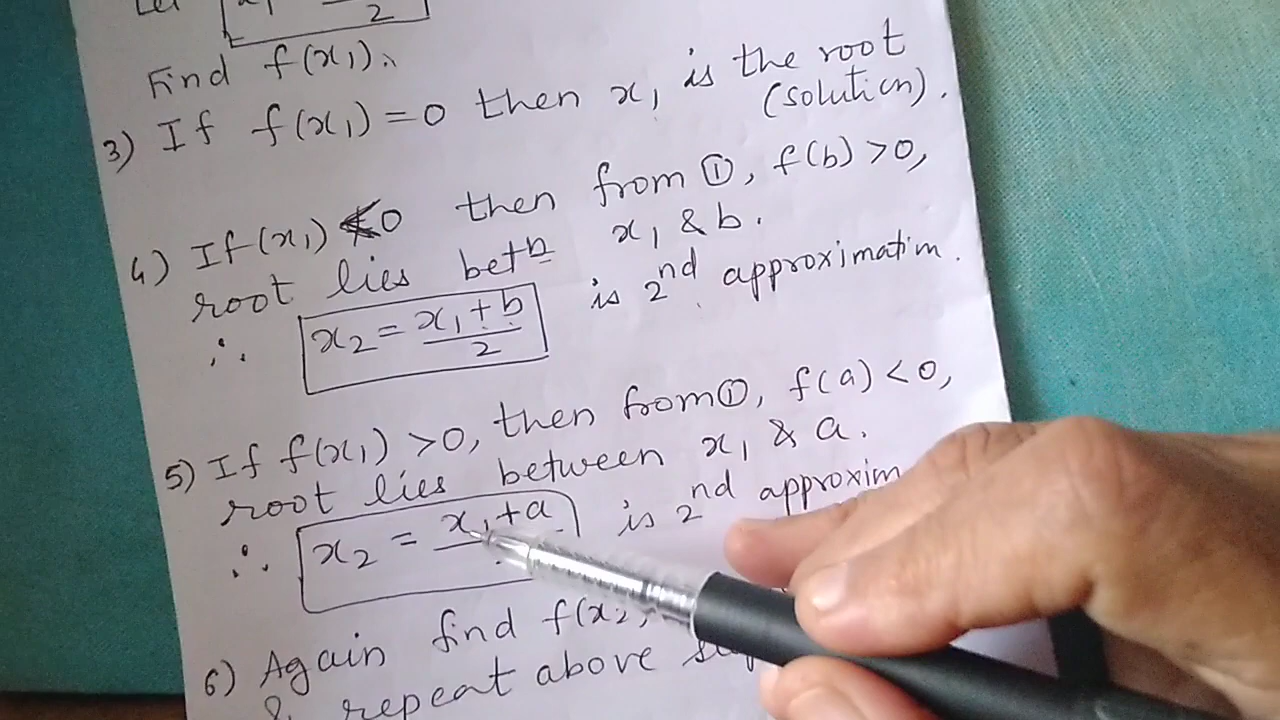 2
Find f(x₁).
3) If f(x₁) = 0 then x₁ is the root
(solution).
4) If (x₁) < 0 then from ①, f(b) > 0,
root lies betn x₁ & b.
∴ x₂ = x₁ + b / 2 is 2nd approximation.
5) If f(x₁) > 0, then from ①, f(a) < 0,
root lies between x₁ & a.
∴ x₂ = x₁ + a is 2nd approxim
6) Again find f(x₂
& repeat above